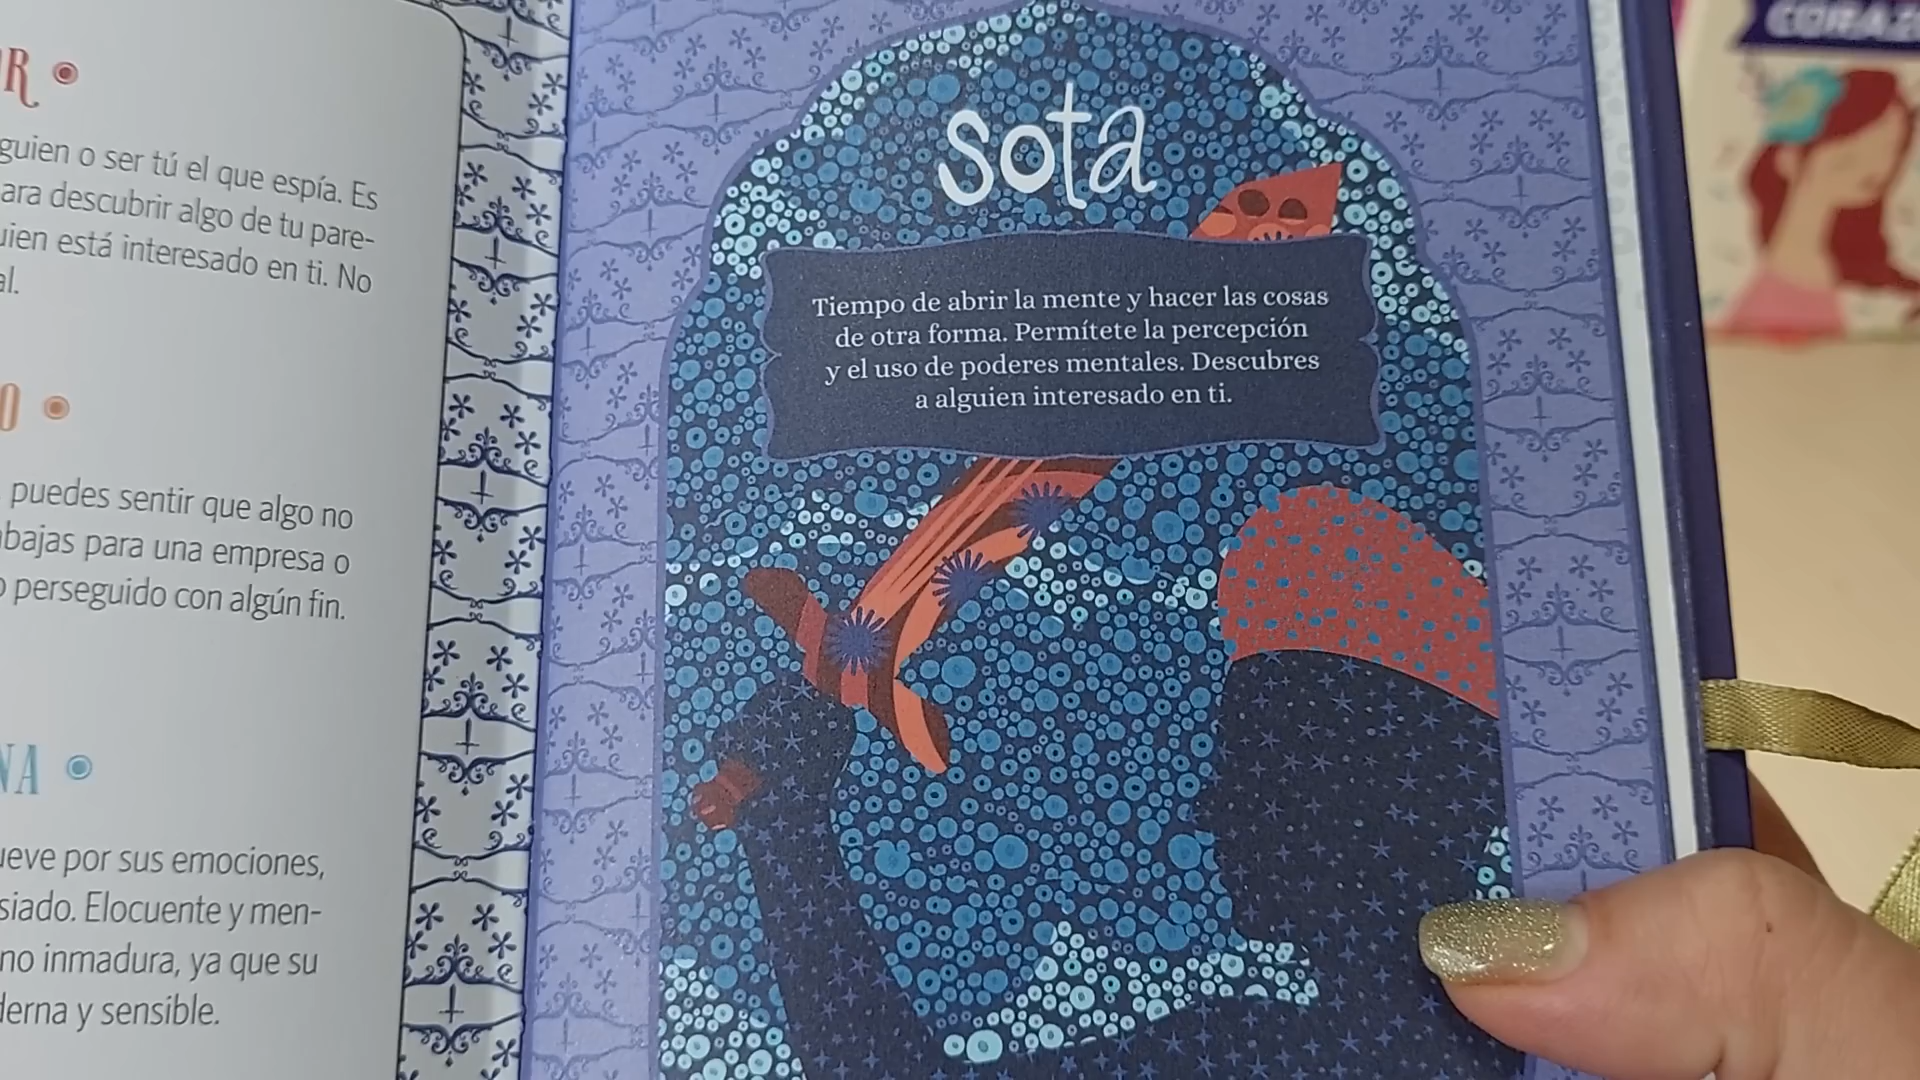 R
guien o ser tú el que espía. Es
ara descubrir algo de tu pare-
uien está interesado en ti. No
al.
O
puedes sentir que algo no
abajas para una empresa o
o perseguido con algún fin.
NA
ueve por sus emociones,
siado. Elocuente y men-
no inmadura, ya que su
derna y sensible.
sota
Tiempo de abrir la mente y hacer las cosas
de otra forma. Permítete la percepción
y el uso de poderes mentales. Descubres
a alguien interesado en ti.
CORAZ